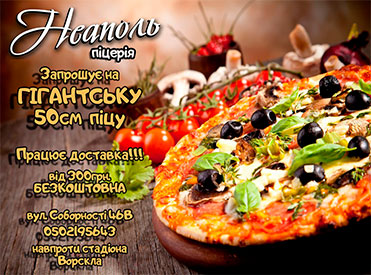 Неаполь
піцерія
Запрошує на
ГІГАНТСЬКУ
50см піцу
Працює доставка!!!
від 300грн.
БЕЗКОШТОВНА
вул. Соборності 46В
0502195643
навпроти стадіона
"Ворскла"